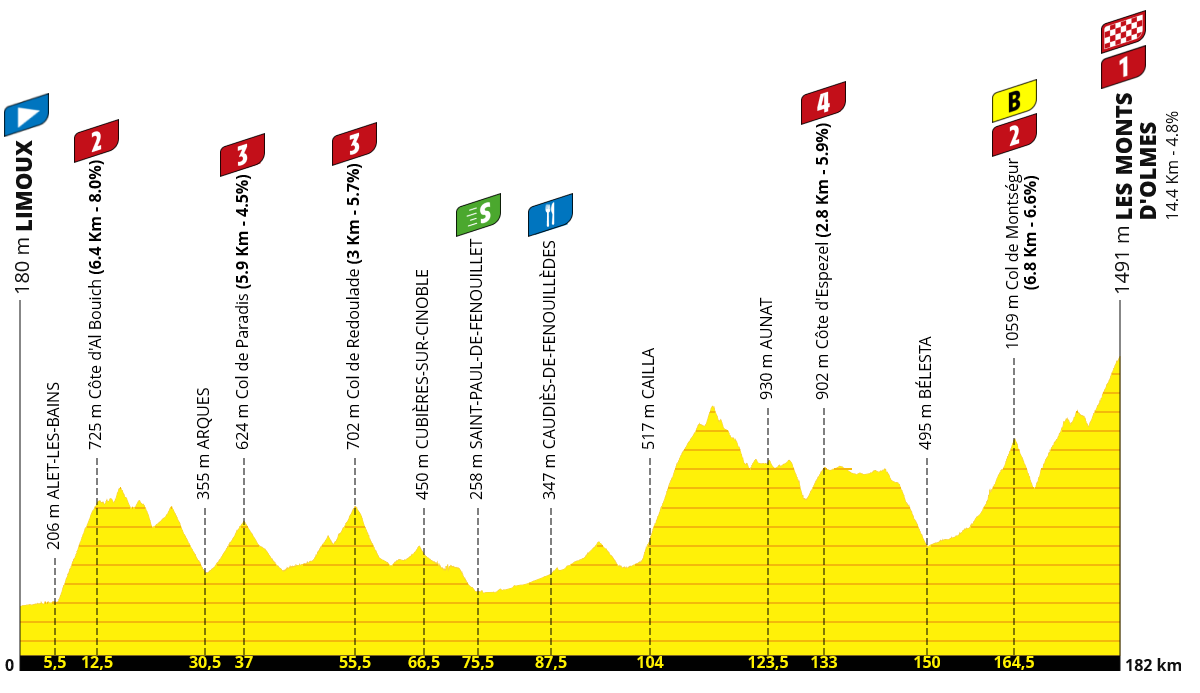 180 m LIMOUX
206 m ALET-LES-BAINS
2
725 m Côte d'Al Bouich (6.4 Km - 8.0%)
355 m ARQUES
3
624 m Col de Paradis (5.9 Km - 4.5%)
3
702 m Col de Redoulade (3 Km - 5.7%)
450 m CUBIÈRES-SUR-CINOBLE
S
258 m SAINT-PAUL-DE-FENOUILLET
347 m CAUDIÈS-DE-FENOUILLÈDES
517 m CAILLA
930 m AUNAT
4
902 m Côte d'Espezel (2.8 Km - 5.9%)
495 m BÉLESTA
B
2
1059 m Col de Montségur
(6.8 Km - 6.6%)
1
1491 m LES MONTS
D'OLMES
14.4 Km - 4.8%
0 5,5 12,5 30,5 37 55,5 66,5 75,5 87,5 104 123,5 133 150 164,5 182 km